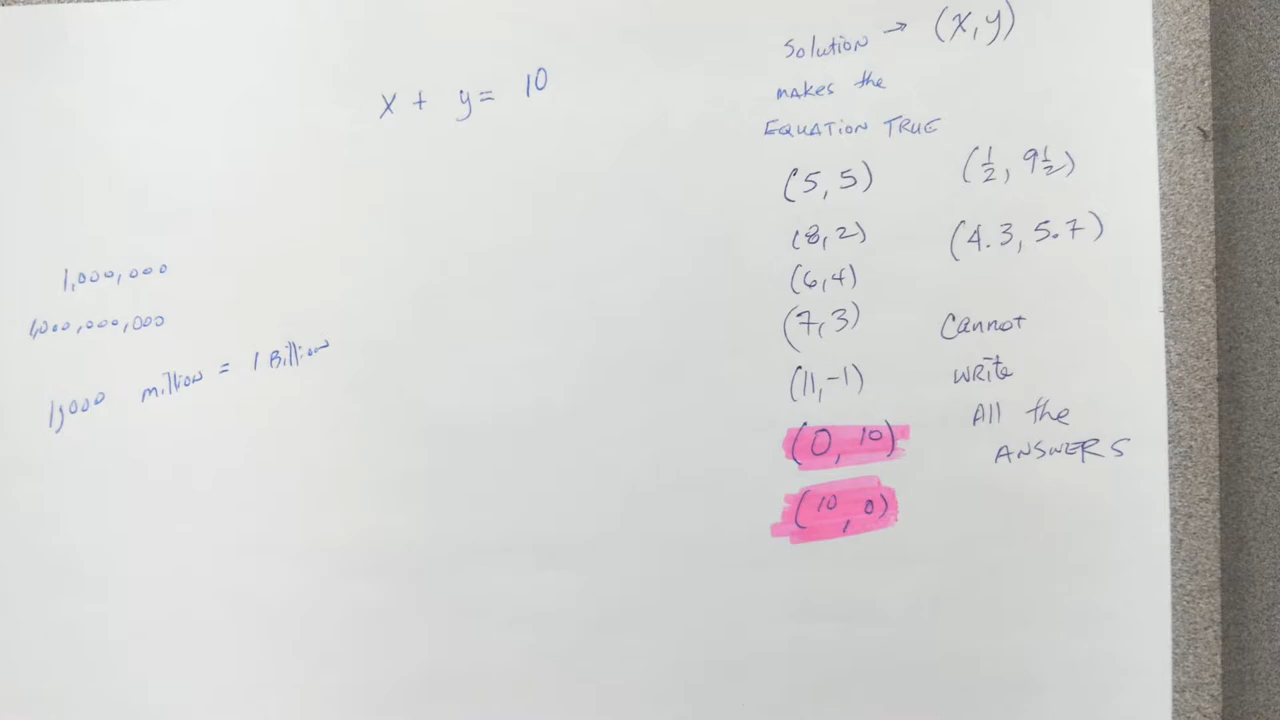 x + y = 10
1,000,000
1,000,000,000
1,000 million = 1 Billion
Solution → (x,y)
makes the
EQUATION TRUE
(5, 5)
(8,2)
(6,4)
(7,3)
(11,-1)
(0, 10)
(10, 0)
(1/2, 9 1/2)
(4.3, 5.7)
Cannot
WRite
All the
ANSWERS